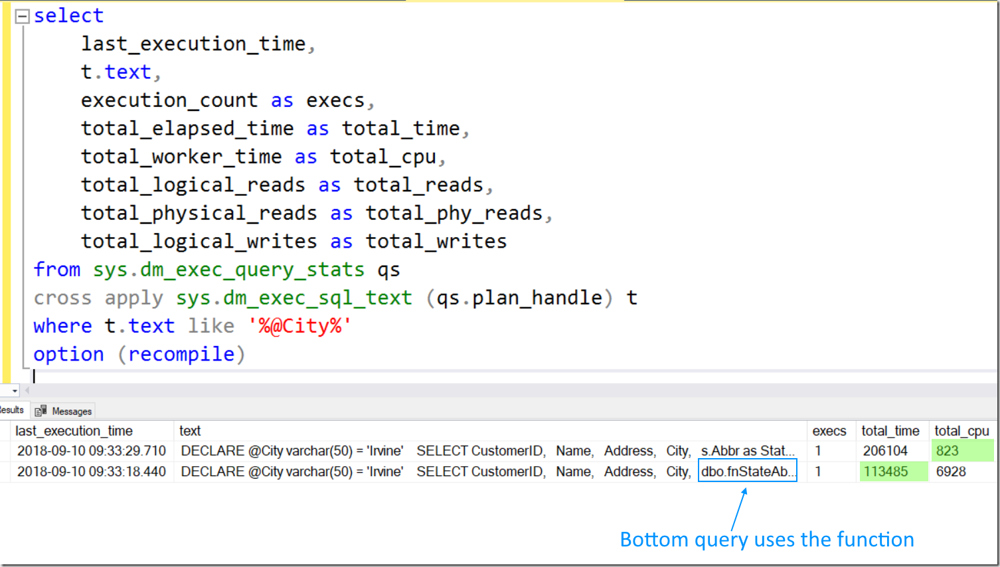 select
last_execution_time,
t.text,
execution_count as execs,
total_elapsed_time as total_time,
total_worker_time as total_cpu,
total_logical_reads as total_reads,
total_physical_reads as total_phy_reads,
total_logical_writes as total_writes
from sys.dm_exec_query_stats qs
cross apply sys.dm_exec_sql_text (qs.plan_handle) t
where t.text like '%@City%'
option (recompile)
Results Messages
last_execution_time text execs total_time total_cpu
2018-09-10 09:33:29.710 DECLARE @City varchar(50) = 'Irvine' SELECT CustomerID, Name, Address, City, s.Abbr as Stat... 1 206104 823
2018-09-10 09:33:18.440 DECLARE @City varchar(50) = 'Irvine' SELECT CustomerID, Name, Address, City, dbo.fnStateAb... 1 113485 6928
Bottom query uses the function